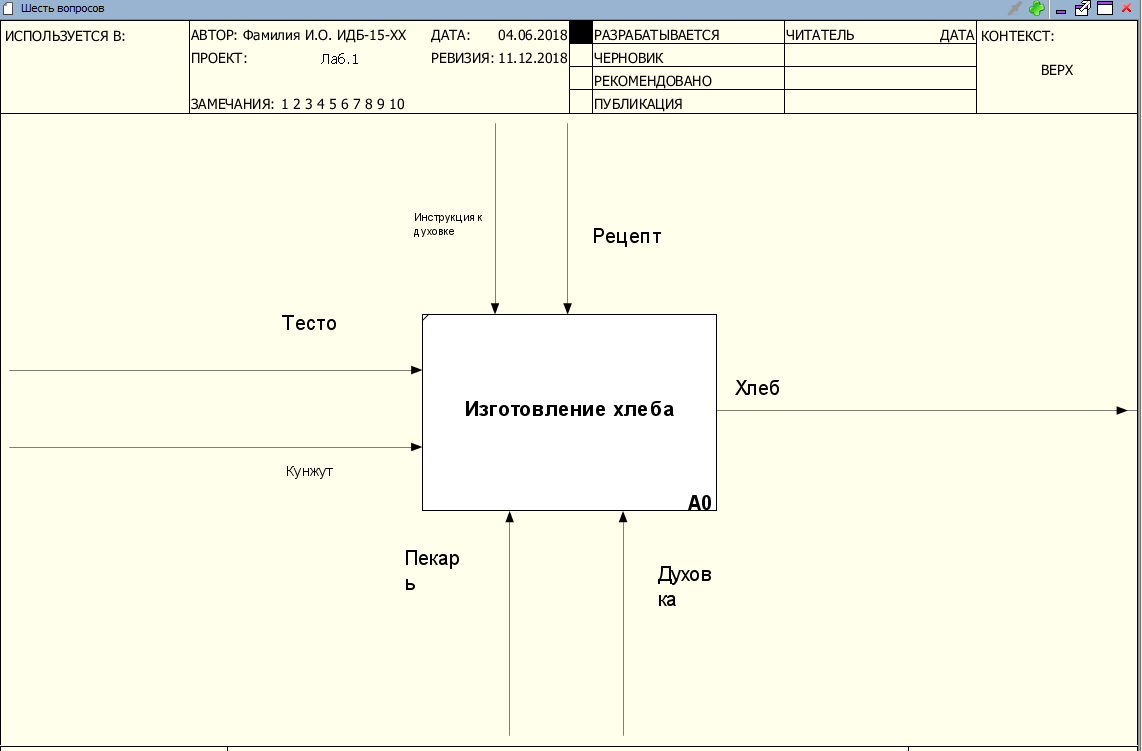 Шесть вопросов
ИСПОЛЬЗУЕТСЯ В:
АВТОР: Фамилия И.О. ИДБ-15-XX
ДАТА: 04.06.2018
ПРОЕКТ: Лаб.1
РЕВИЗИЯ: 11.12.2018
ЗАМЕЧАНИЯ: 1 2 3 4 5 6 7 8 9 10
РАЗРАБАТЫВАЕТСЯ
ЧЕРНОВИК
РЕКОМЕНДОВАНО
ПУБЛИКАЦИЯ
ЧИТАТЕЛЬ
ДАТА
КОНТЕКСТ:
ВЕРХ
Инструкция к
духовке
Рецепт
Тесто
Кунжут
Изготовление хлеба
A0
Хлеб
Пекар
ь
Духов
ка